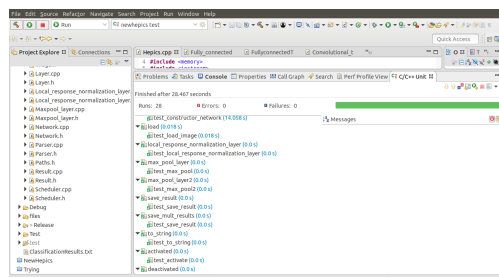 File Edit Source Refactor Navigate Search Project Run Window Help
Run
newhepics test
Quick Access
Project Explorer
Connections
Hepics.cpp
Fully_connected
FullyconnectedT
Convolutional_t
4 #include <memory>
Problems Tasks Console Properties Call Graph Search Perf Profile View C/C++ Unit
Layer.cpp
Layer.h
Local_response_normalization_layer
Local_response_normalization_layer
Maxpool_layer.cpp
Maxpool_layer.h
Network.cpp
Network.h
Parser.cpp
Parser.h
Paths.h
Result.cpp
Result.h
Scheduler.cpp
Scheduler.h
Debug
files
Release
Test
test
ClassificationResults.txt
NewHepics
Trying
Finished after 28.467 seconds
Runs: 28 Errors: 0 Failures: 0
test_constructor_network (14.058 s)
Messages
load (0.018 s)
test_load_image (0.018 s)
local_response_normalization_layer (0.0 s)
test_local_response_normalization_layer (0.0 s)
max_pool_layer (0.0 s)
test_max_pool (0.0 s)
max_pool_layer2 (0.0 s)
test_max_pool2 (0.0 s)
save_result (0.0 s)
test_save_result (0.0 s)
save_mult_results (0.0 s)
test_save_result (0.0 s)
to_string (0.0 s)
test_to_string (0.0 s)
activated (0.0 s)
test_activate (0.0 s)
deactivated (0.0 s)